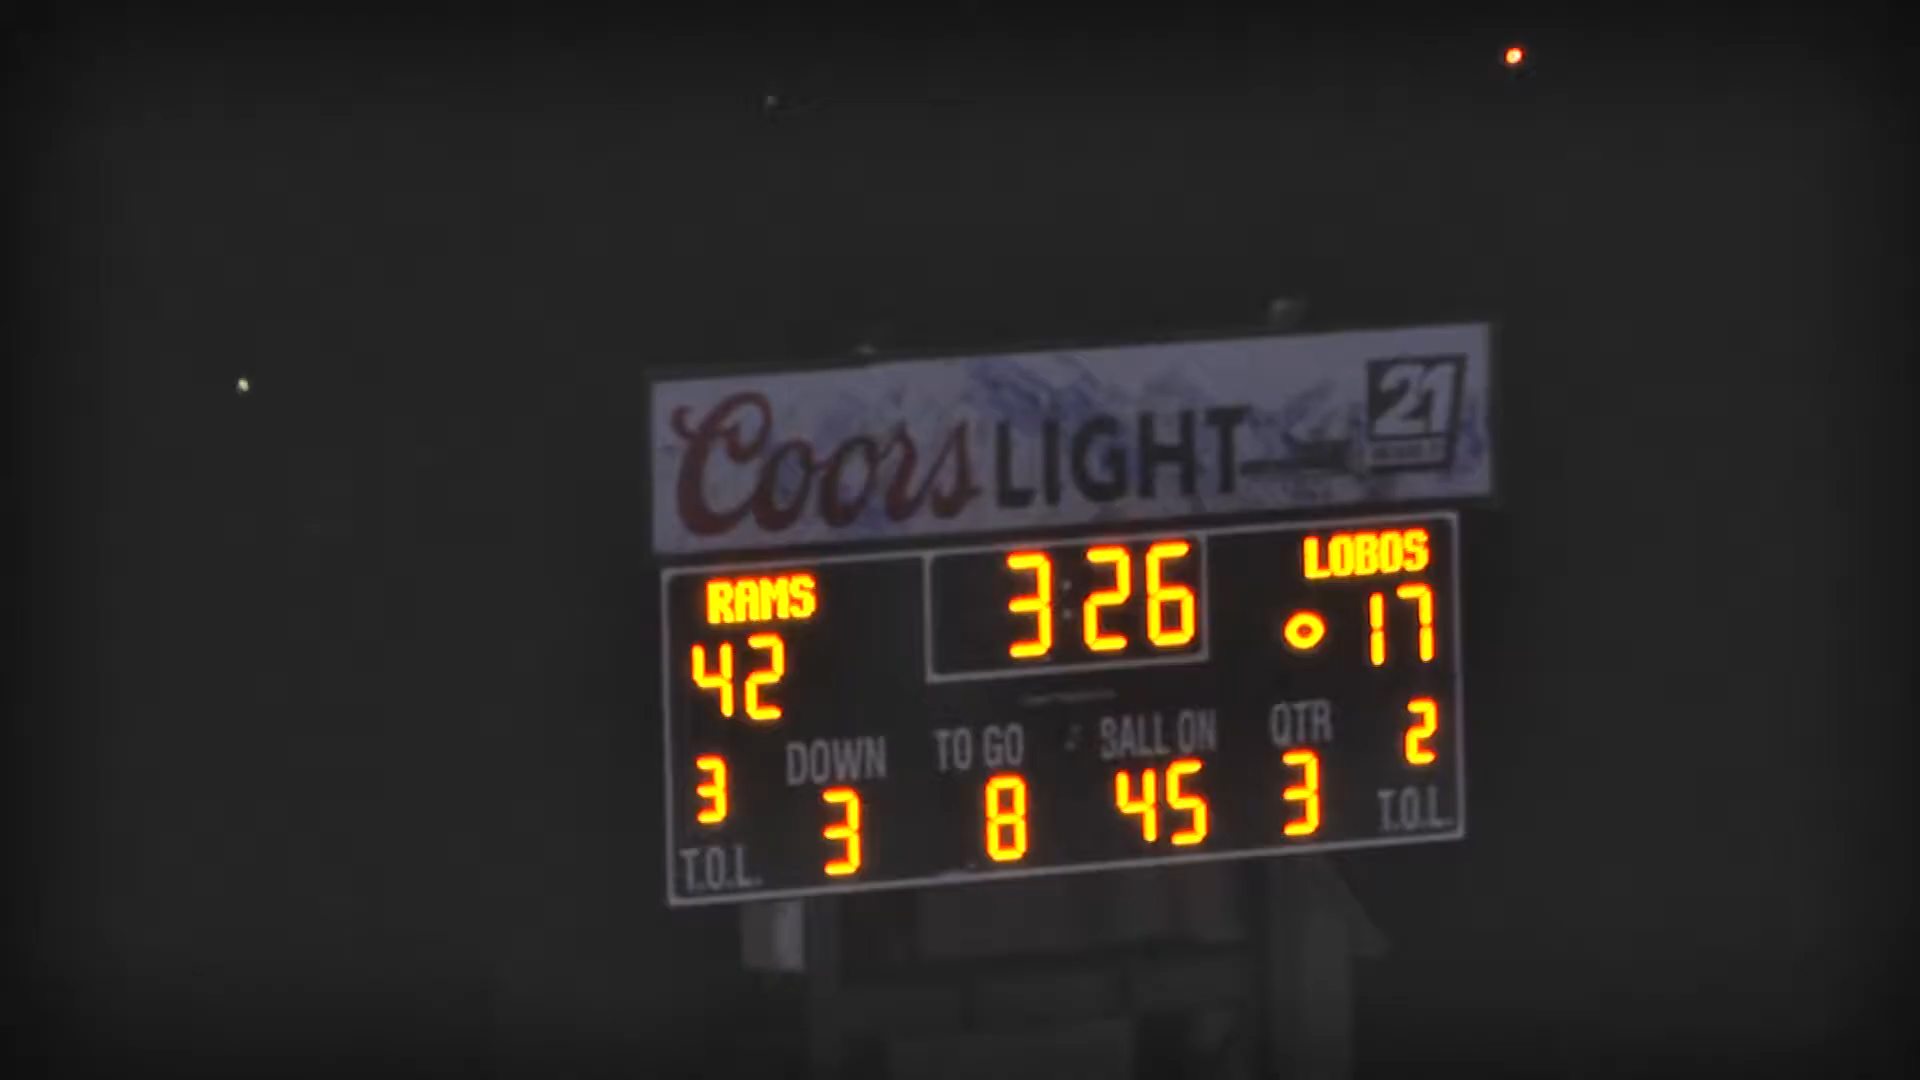 Coors LIGHT 21
RAMS 3:26 LOBOS
42 17
DOWN TO GO BALL ON QTR 2
3 3 8 45 3 T.O.L.
T.O.L.